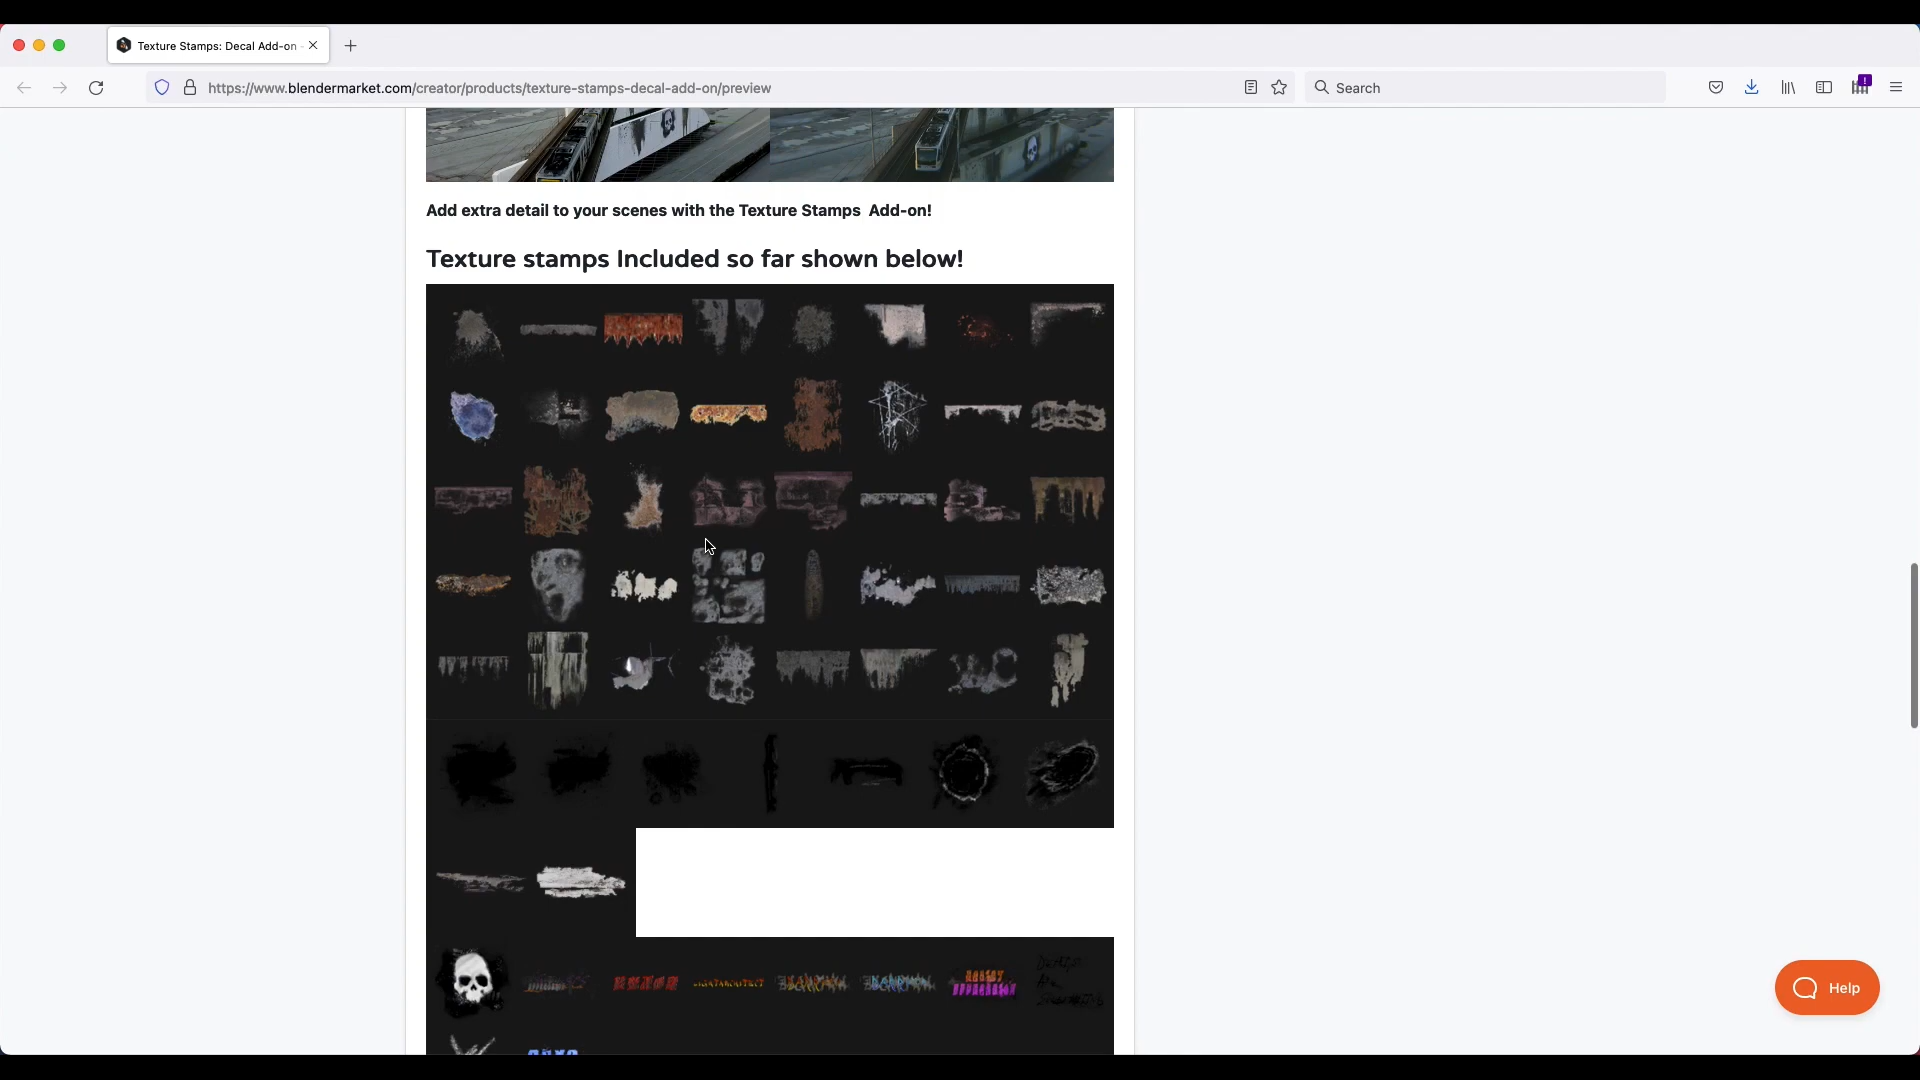 Texture Stamps: Decal Add-on -
https://www.blendermarket.com/creator/products/texture-stamps-decal-add-on/preview
Search
Add extra detail to your scenes with the Texture Stamps  Add-on!
Texture stamps Included so far shown below!
Help